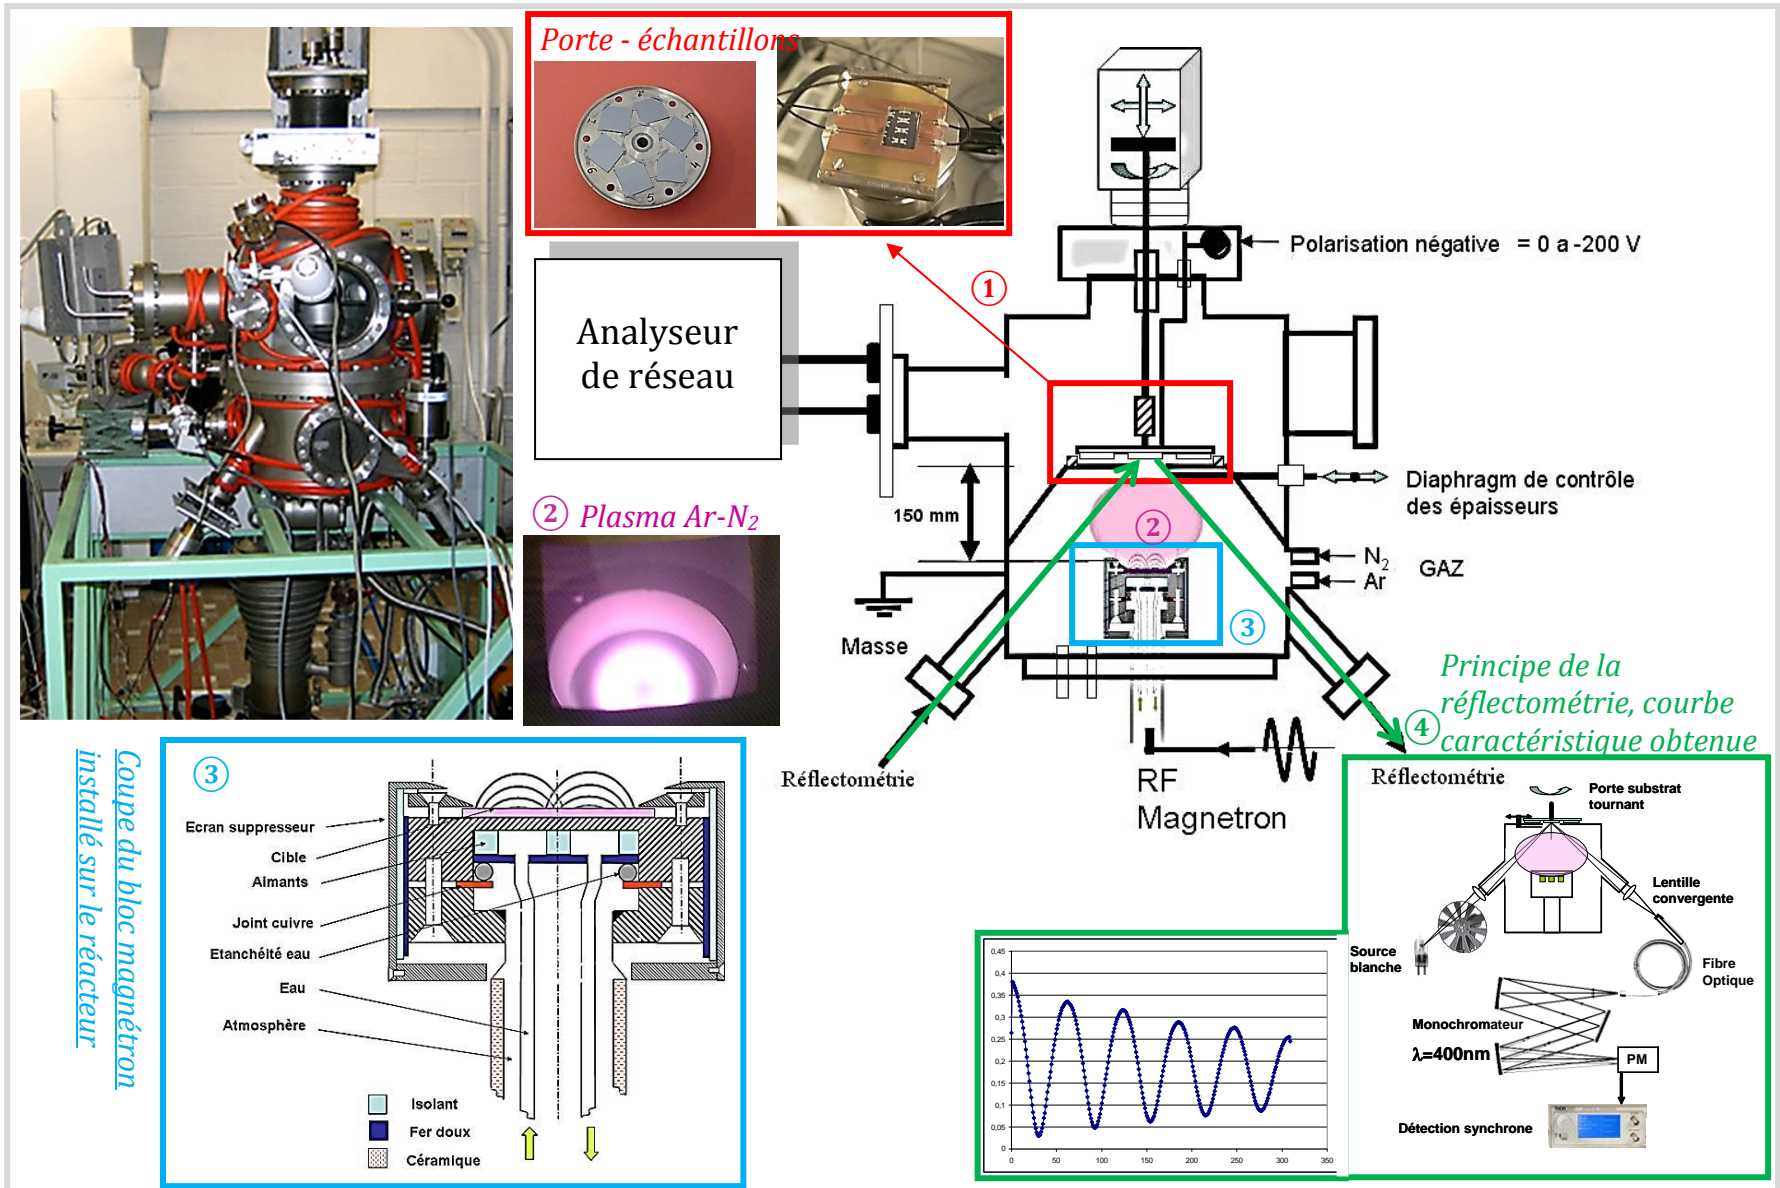 Porte - échantillons
①
Polarisation négative = 0 a -200 V
Analyseur
de réseau
② Plasma Ar-N₂
150 mm
②
③
Masse
Diaphragm de contrôle
des épaisseurs
N₂
Ar
GAZ
Réflectométrie
RF
Magnetron
④
Principe de la
réflectométrie, courbe
caractéristique obtenue
Réflectométrie
Coupe du bloc magnétron
installé sur le réacteur
③
Ecran suppresseur
Cible
Aimants
Joint cuivre
Etanchéité eau
Eau
Atmosphère
Isolant
Fer doux
Céramique
0,45
0,4
0,35
0,3
0,25
0,2
0,15
0,1
0,05
0
0 50 100 150 200 250 300 350
Porte substrat
tournant
Lentille
convergente
Source
blanche
Fibre
Optique
Monochromateur
λ=400nm
PM
Détection synchrone